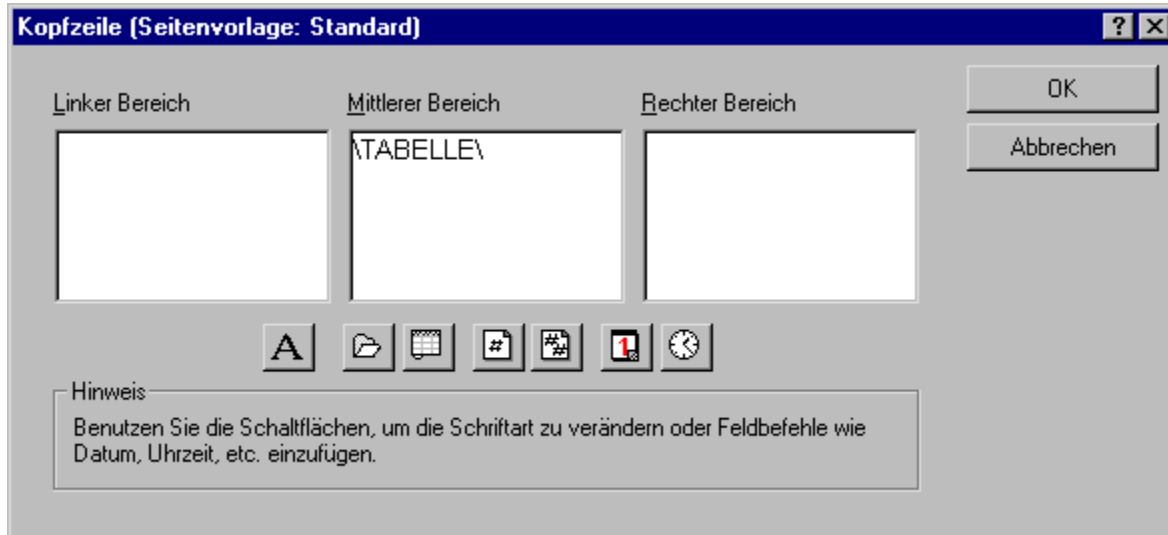 Kopfzeile (Seitenvorlage: Standard)
Linker Bereich
Mittlerer Bereich
Rechter Bereich
OK
Abbrechen
\TABELLE\
A
#
##
1
Hinweis
Benutzen Sie die Schaltflächen, um die Schriftart zu verändern oder Feldbefehle wie
Datum, Uhrzeit, etc. einzufügen.